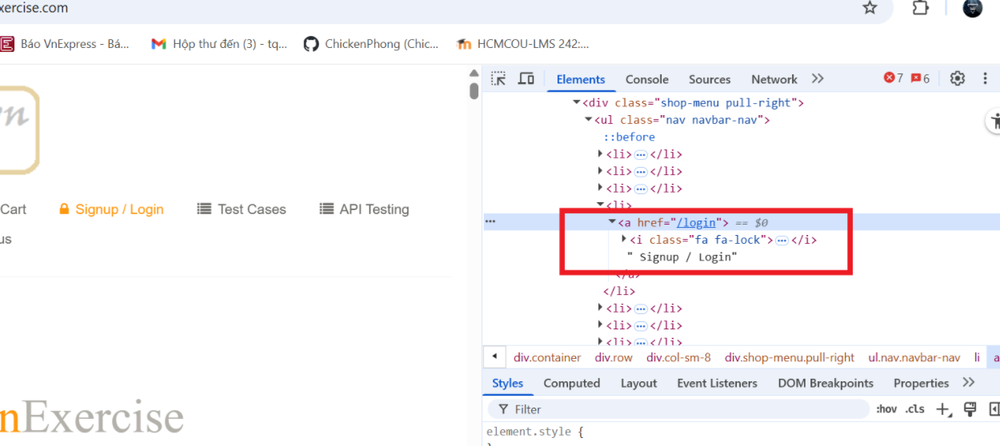 xercise.com
Báo VnExpress - Bá... Hộp thư đến (3) - tq... ChickenPhong (Chic... HCMCOU-LMS 242:...
Elements Console Sources Network 7 6
<div class="shop-menu pull-right">
<ul class="nav navbar-nav">
::before
<li>…</li>
<li>…</li>
<li>…</li>
<li>
<a href="/login"> == $0
<i class="fa fa-lock">…</i>
" Signup / Login"
</a>
</li>
<li>…</li>
<li>…</li>
<li>…</li>
div.container div.row div.col-sm-8 div.shop-menu.pull-right ul.nav.navbar-nav li a
Styles Computed Layout Event Listeners DOM Breakpoints Properties
Filter :hov .cls
element.style {
}
on
Cart Signup / Login Test Cases API Testing
us
nExercise